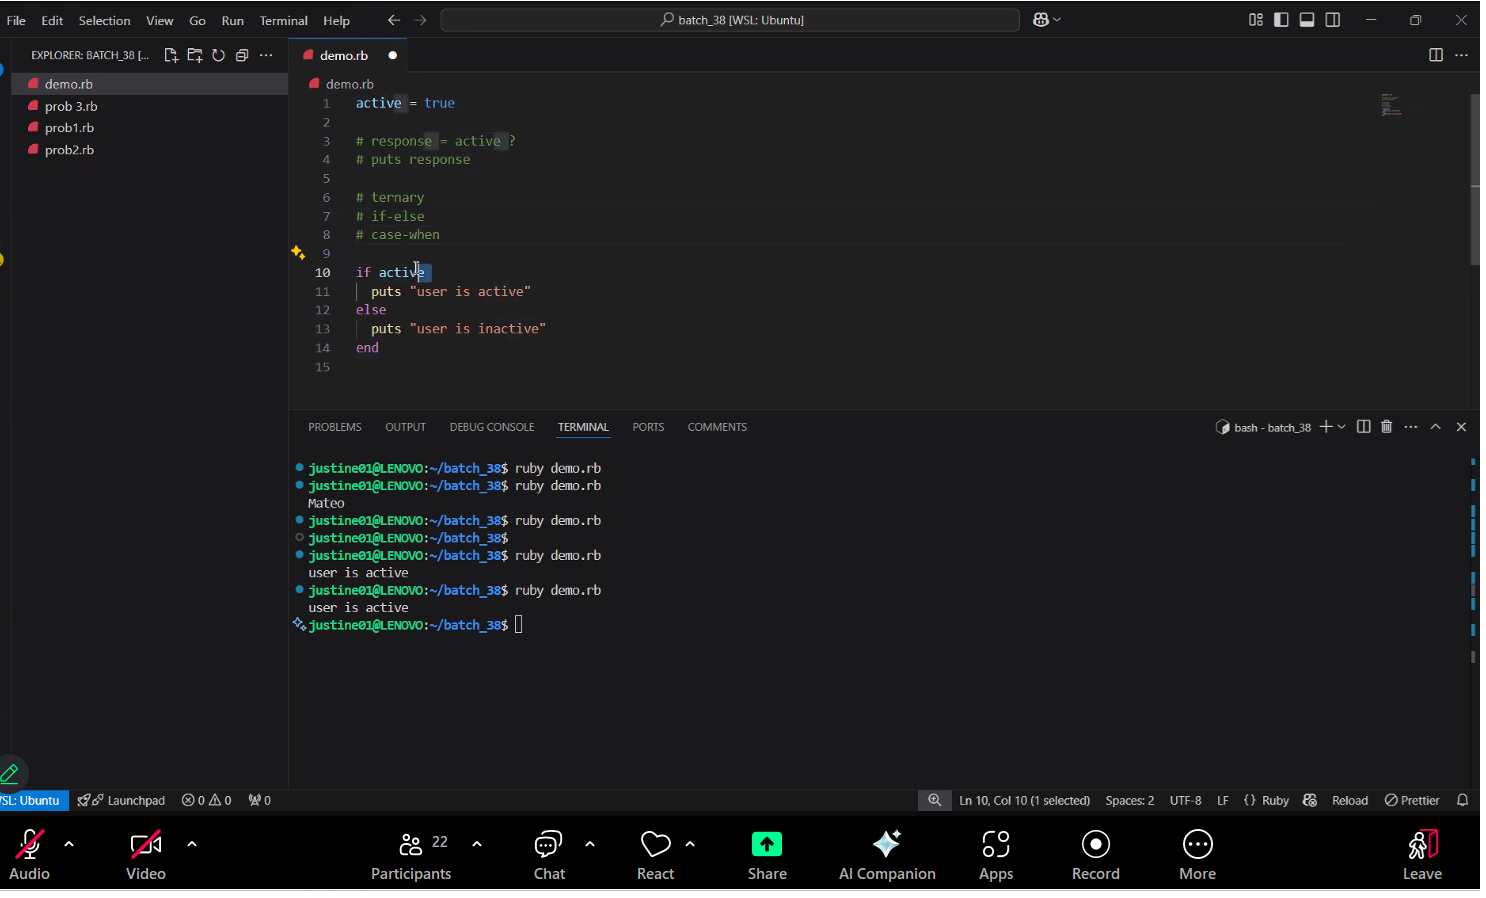 File Edit Selection View Go Run Terminal Help batch_38 [WSL: Ubuntu]
EXPLORER: BATCH_38 [...
demo.rb
prob 3.rb
prob1.rb
prob2.rb
demo.rb
demo.rb
1 active = true
2
3 # response = active ?
4 # puts response
5
6 # ternary
7 # if-else
8 # case-when
9
10 if active
11 puts "user is active"
12 else
13 puts "user is inactive"
14 end
15
PROBLEMS OUTPUT DEBUG CONSOLE TERMINAL PORTS COMMENTS bash - batch_38
justine01@LENOVO:~/batch_38$ ruby demo.rb
justine01@LENOVO:~/batch_38$ ruby demo.rb
Mateo
justine01@LENOVO:~/batch_38$ ruby demo.rb
justine01@LENOVO:~/batch_38$
justine01@LENOVO:~/batch_38$ ruby demo.rb
user is active
justine01@LENOVO:~/batch_38$ ruby demo.rb
user is active
justine01@LENOVO:~/batch_38$
SL: Ubuntu Launchpad 0 0 0 Ln 10, Col 10 (1 selected) Spaces: 2 UTF-8 LF {} Ruby Reload Prettier
22
Audio Video Participants Chat React Share AI Companion Apps Record More Leave